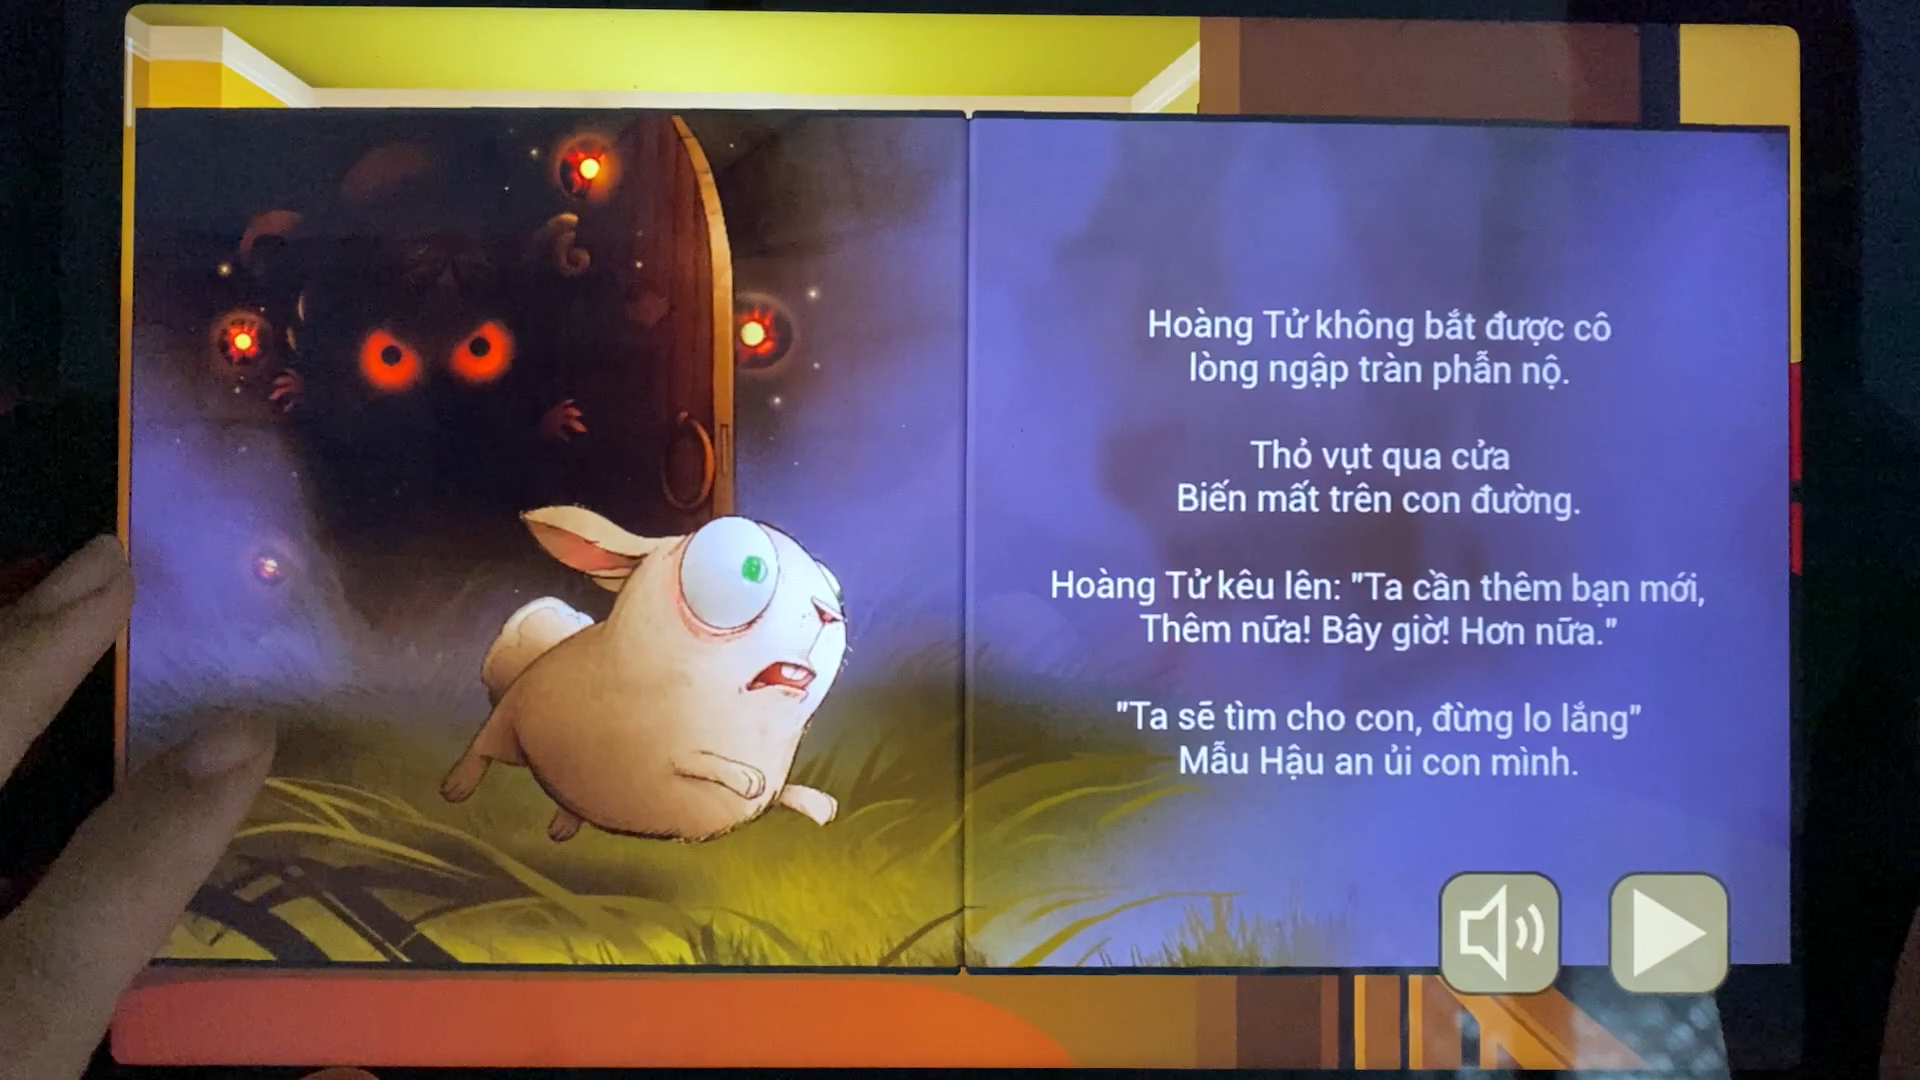 Hoàng Tử không bắt được cô
lòng ngập tràn phẫn nộ.
Thỏ vụt qua cửa
Biến mất trên con đường.
Hoàng Tử kêu lên: "Ta cần thêm bạn mới,
Thêm nữa! Bây giờ! Hơn nữa."
"Ta sẽ tìm cho con, đừng lo lắng"
Mẫu Hậu an ủi con mình.